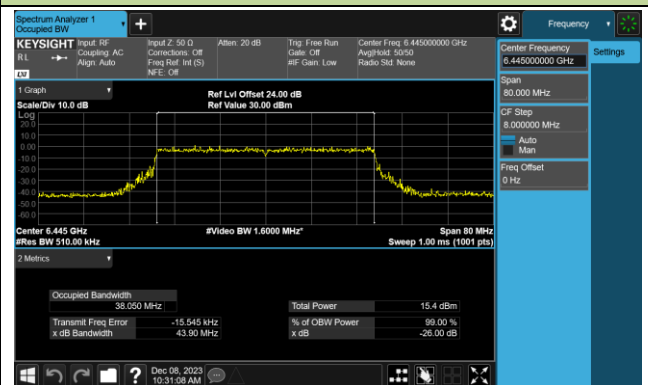 Spectrum Analyzer 1
Occupied BW
Frequency
KEYSIGHT
Input: RF
Coupling: AC
Align: Auto
Input Z: 50 Ω
Corrections: Off
Freq Ref: Int (S)
NFE: Off
Atten: 20 dB
Trig: Free Run
Gate: Off
#IF Gain: Low
Center Freq: 6.445000000 GHz
Avg|Hold: 50/50
Radio Std: None
RL
LXI
Center Frequency
6.445000000 GHz
Settings
Span
80.000 MHz
CF Step
8.000000 MHz
Auto
Man
Freq Offset
0 Hz
1 Graph
Ref Lvl Offset 24.00 dB
Scale/Div 10.0 dB
Ref Value 30.00 dBm
Log
20.0
10.0
0.00
-10.0
-20.0
-30.0
-40.0
-50.0
-60.0
Center 6.445 GHz
#Video BW 1.6000 MHz*
Span 80 MHz
#Res BW 510.00 kHz
Sweep 1.00 ms (1001 pts)
2 Metrics
Occupied Bandwidth
38.050 MHz
Total Power
15.4 dBm
Transmit Freq Error
-15.545 kHz
% of OBW Power
99.00 %
x dB Bandwidth
43.90 MHz
x dB
-26.00 dB
Dec 08, 2023
10:31:08 AM